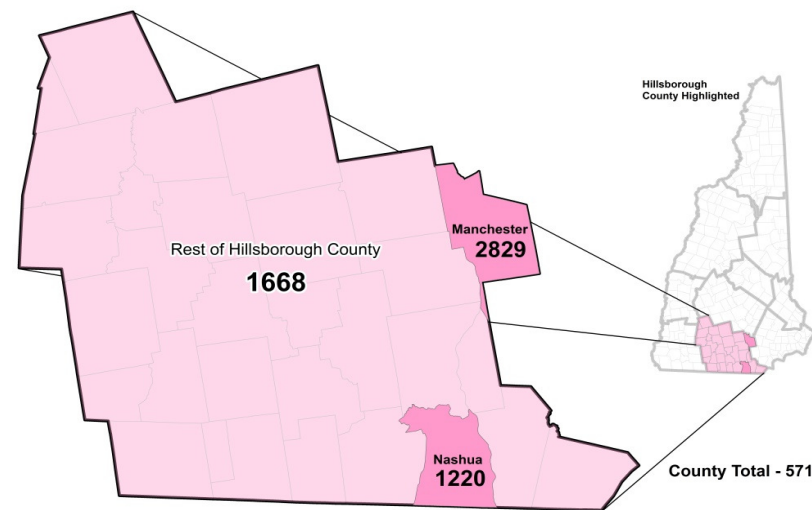 Hillsborough
County Highlighted
Manchester
2829
Rest of Hillsborough County
1668
Nashua
1220
County Total - 571